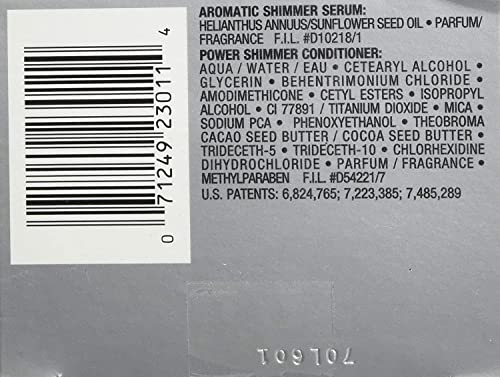 AROMATIC SHIMMER SERUM:
HELIANTHUS ANNUUS/SUNFLOWER SEED OIL • PARFUM/
FRAGRANCE F.I.L. #D10218/1
POWER SHIMMER CONDITIONER:
AQUA / WATER / EAU • CETEARYL ALCOHOL •
GLYCERIN • BEHENTRIMONIUM CHLORIDE •
AMODIMETHICONE • CETYL ESTERS • ISOPROPYL
ALCOHOL • CI 77891 / TITANIUM DIOXIDE • MICA •
SODIUM PCA • PHENOXYETHANOL • THEOBROMA
CACAO SEED BUTTER / COCOA SEED BUTTER •
TRIDECETH-5 • TRIDECETH-10 • CHLORHEXIDINE
DIHYDROCHLORIDE • PARFUM / FRAGRANCE •
METHYLPARABEN F.I.L. #D54221/7
U.S. PATENTS: 6,824,765; 7,223,385; 7,485,289
0 71249 23011 4
70L601